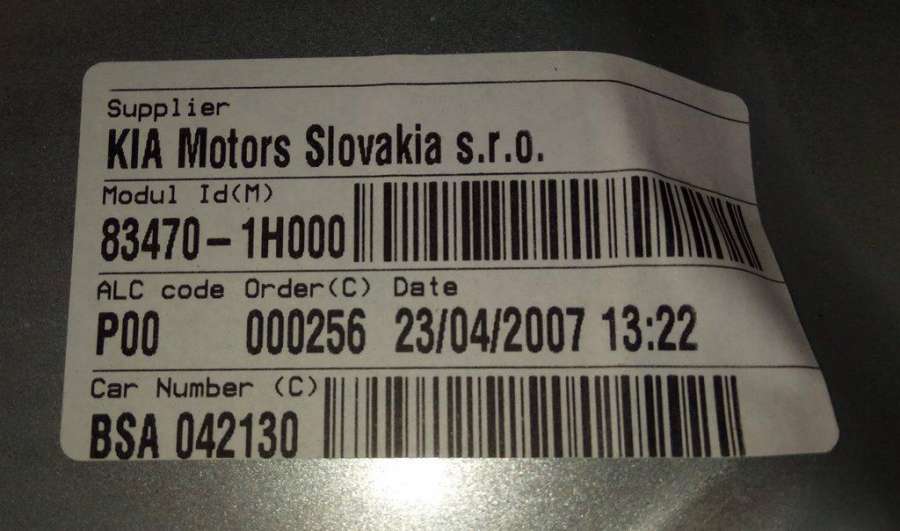 Supplier
KIA Motors Slovakia s.r.o.
Modul Id(M)
83470-1H000
ALC code Order(C) Date
P00 000256 23/04/2007 13:22
Car Number (C)
BSA 042130